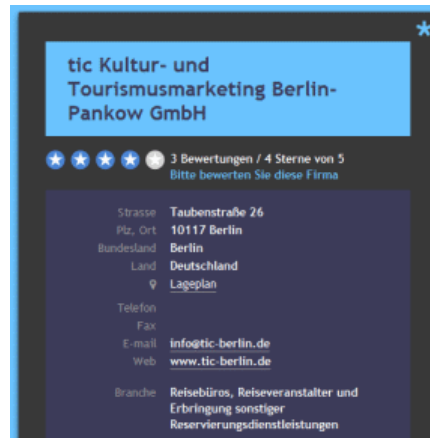 *
tic Kultur- und
Tourismusmarketing Berlin-
Pankow GmbH
3 Bewertungen / 4 Sterne von 5
Bitte bewerten Sie diese Firma
Strasse Taubenstraße 26
Plz, Ort 10117 Berlin
Bundesland Berlin
Land Deutschland
Lageplan
Telefon
Fax
E-mail info@tic-berlin.de
Web www.tic-berlin.de
Branche Reisebüros, Reiseveranstalter und
Erbringung sonstiger
Reservierungsdienstleistungen